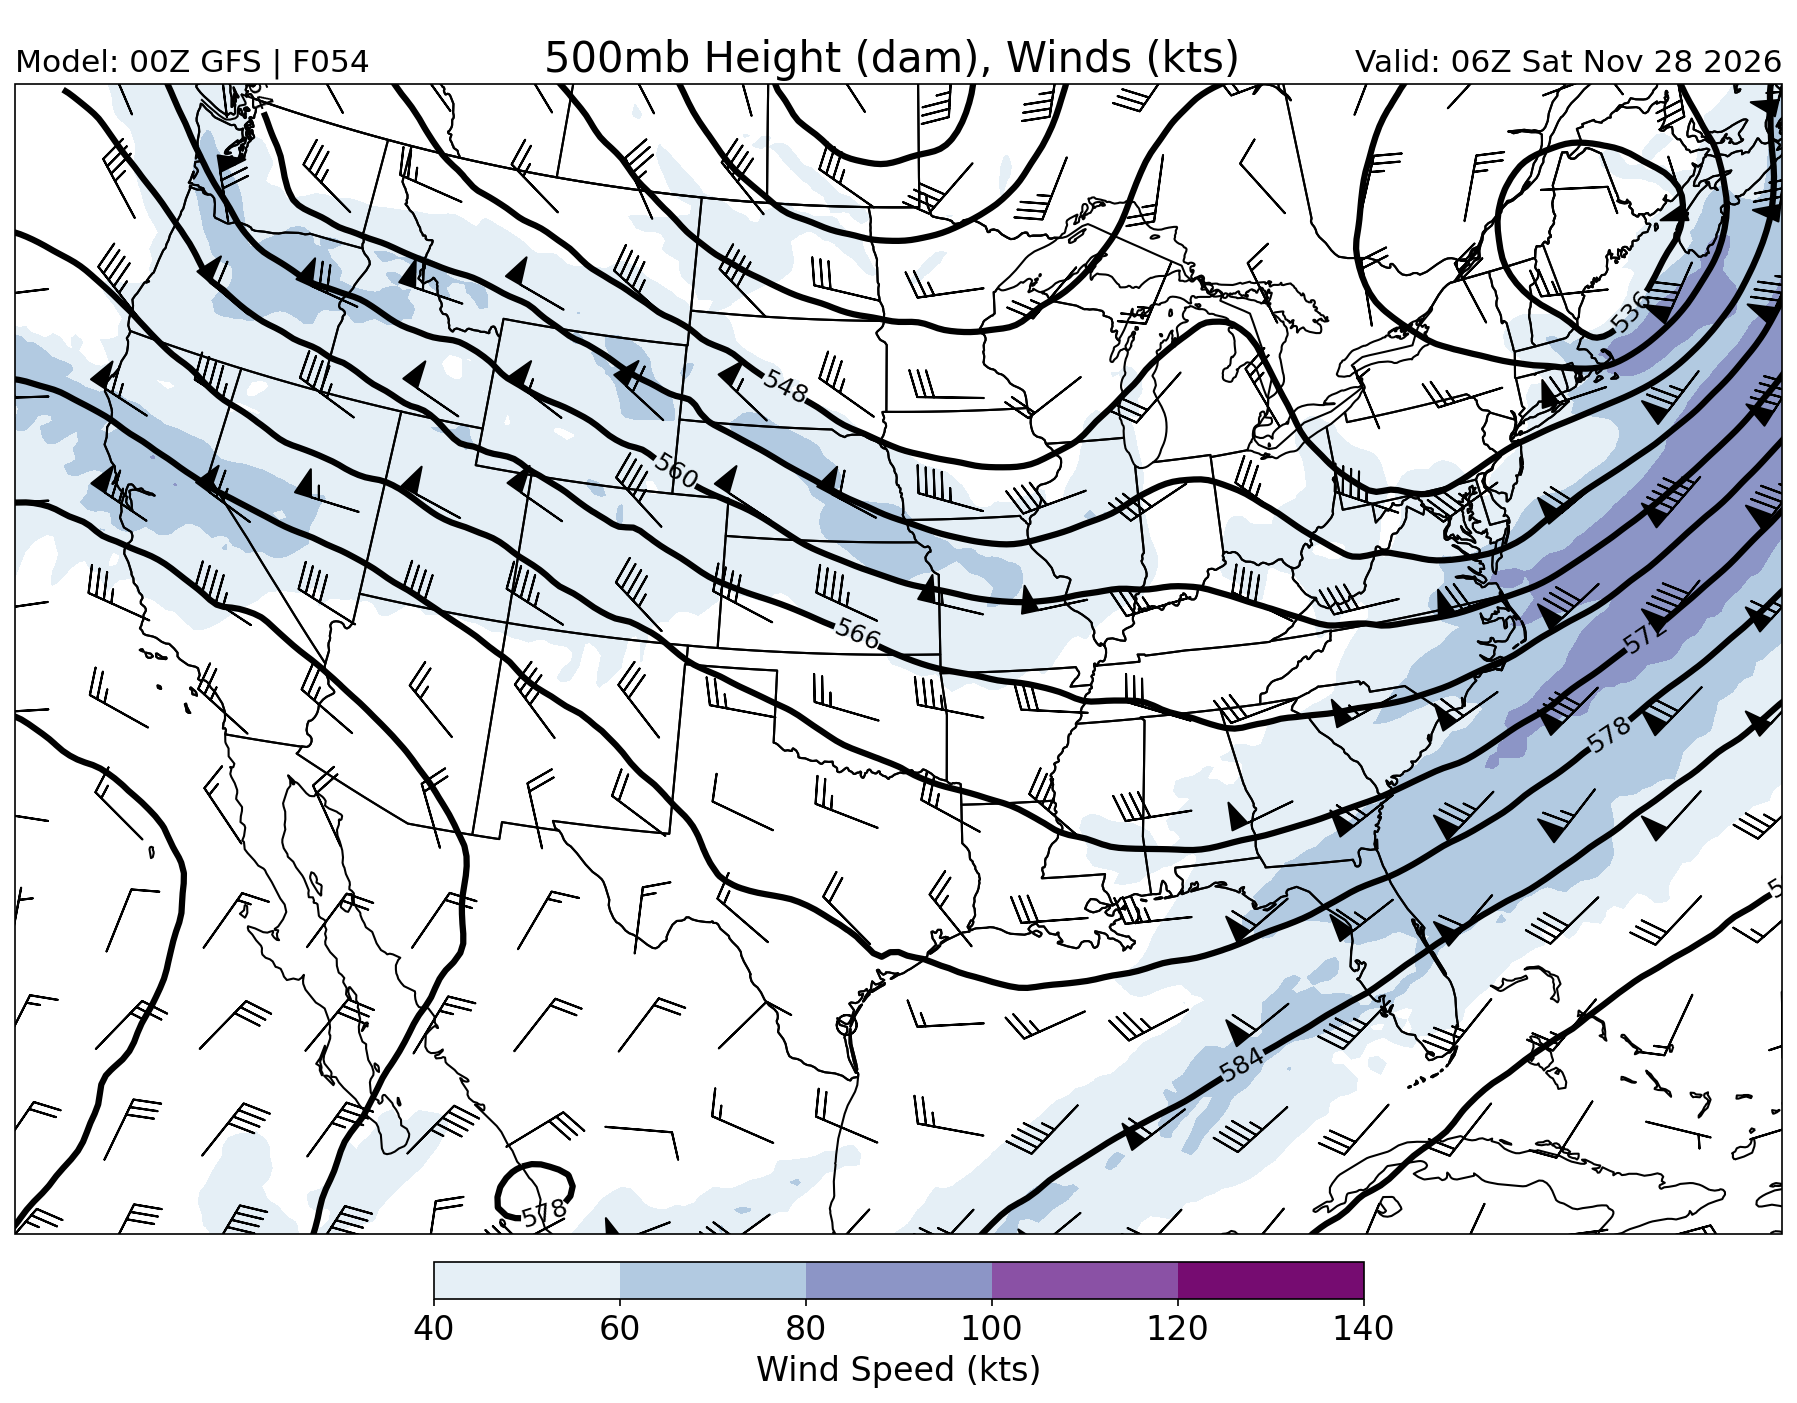 Model: 00Z GFS | F054
500mb Height (dam), Winds (kts)
Valid: 06Z Sat Nov 28 2026
536
548
560
566
572
578
584
578
40 60 80 100 120 140
Wind Speed (kts)